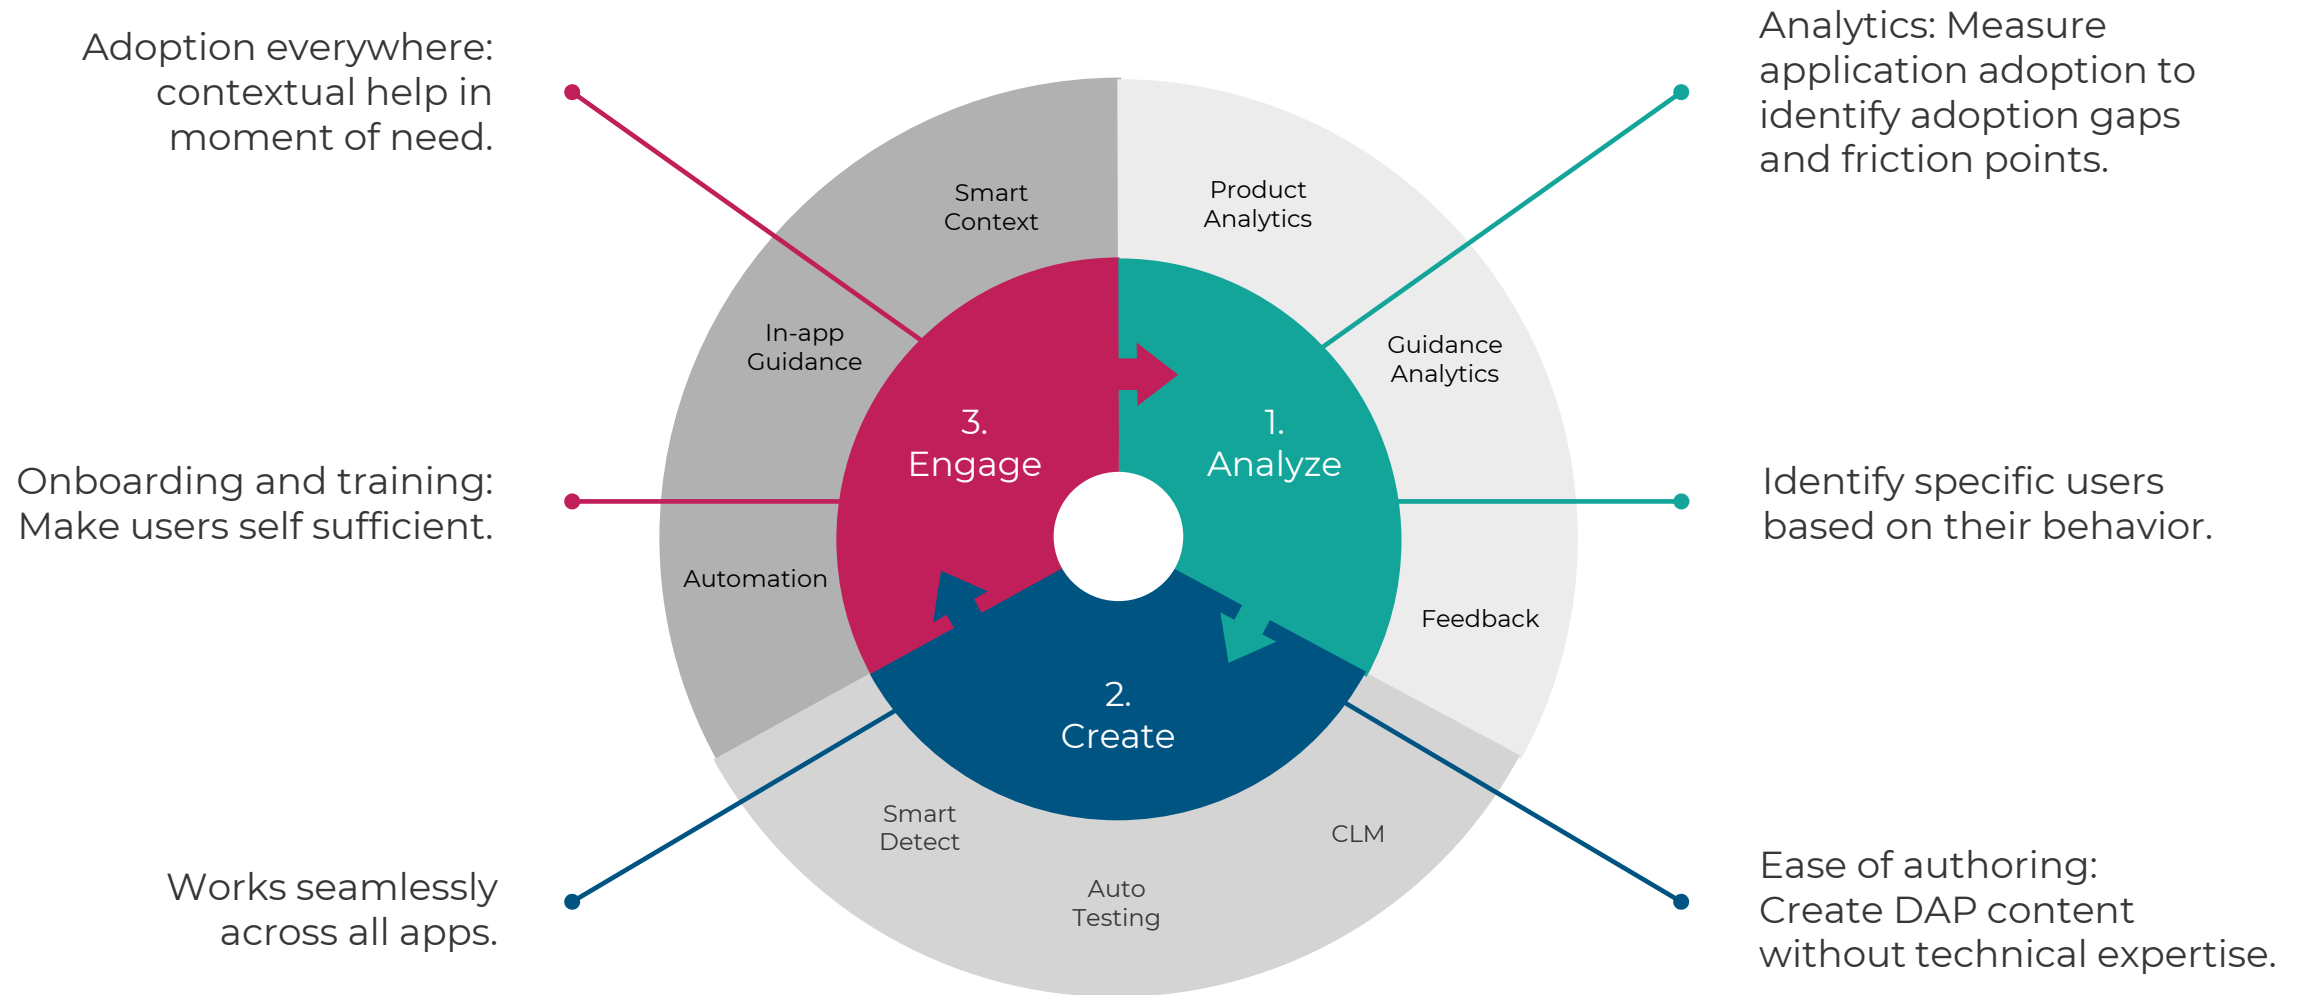 Adoption everywhere:
contextual help in
moment of need.
Analytics: Measure
application adoption to
identify adoption gaps
and friction points.
Smart
Context
Product
Analytics
In-app
Guidance
Guidance
Analytics
3.
Engage
1.
Analyze
Onboarding and training:
Make users self sufficient.
Identify specific users
based on their behavior.
Automation
Feedback
2.
Create
Smart
Detect
CLM
Auto
Testing
Works seamlessly
across all apps.
Ease of authoring:
Create DAP content
without technical expertise.